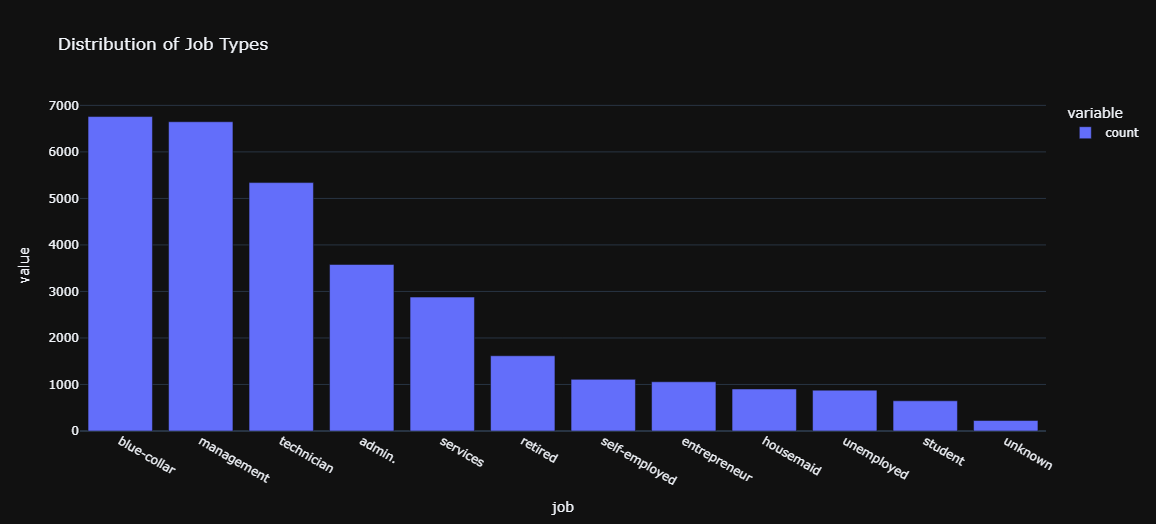 Distribution of Job Types
7000
6000
5000
4000
3000
2000
1000
0
value
blue-collar
management
technician
admin.
services
retired
self-employed
entrepreneur
housemaid
unemployed
student
unknown
job
variable
count